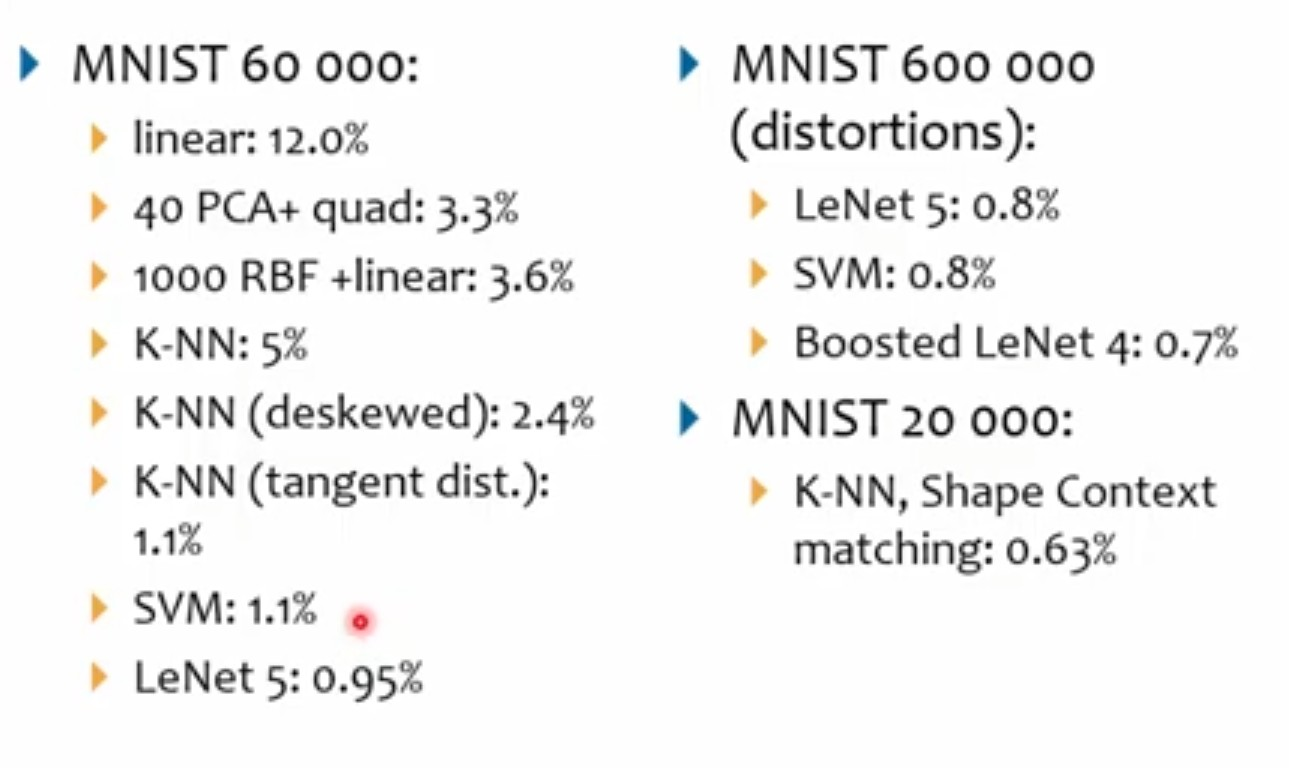 MNIST 60 000:
linear: 12.0%
40 PCA+ quad: 3.3%
1000 RBF +linear: 3.6%
K-NN: 5%
K-NN (deskewed): 2.4%
K-NN (tangent dist.):
1.1%
SVM: 1.1%
LeNet 5: 0.95%
MNIST 600 000
(distortions):
LeNet 5: 0.8%
SVM: 0.8%
Boosted LeNet 4: 0.7%
MNIST 20 000:
K-NN, Shape Context
matching: 0.63%